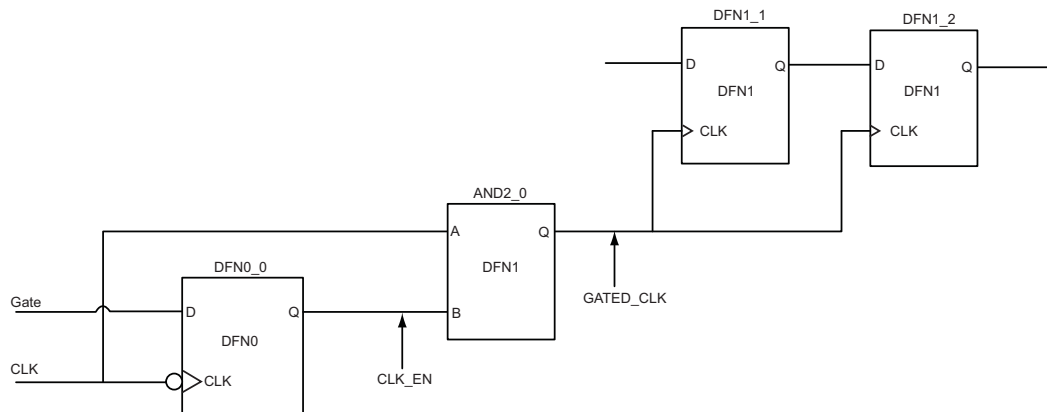 DFN1_1
DFN1_2
D
Q
DFN1
CLK
D
Q
DFN1
CLK
AND2_0
A
Q
DFN1
B
GATED_CLK
DFN0_0
Gate
D
Q
DFN0
CLK
CLK
CLK_EN